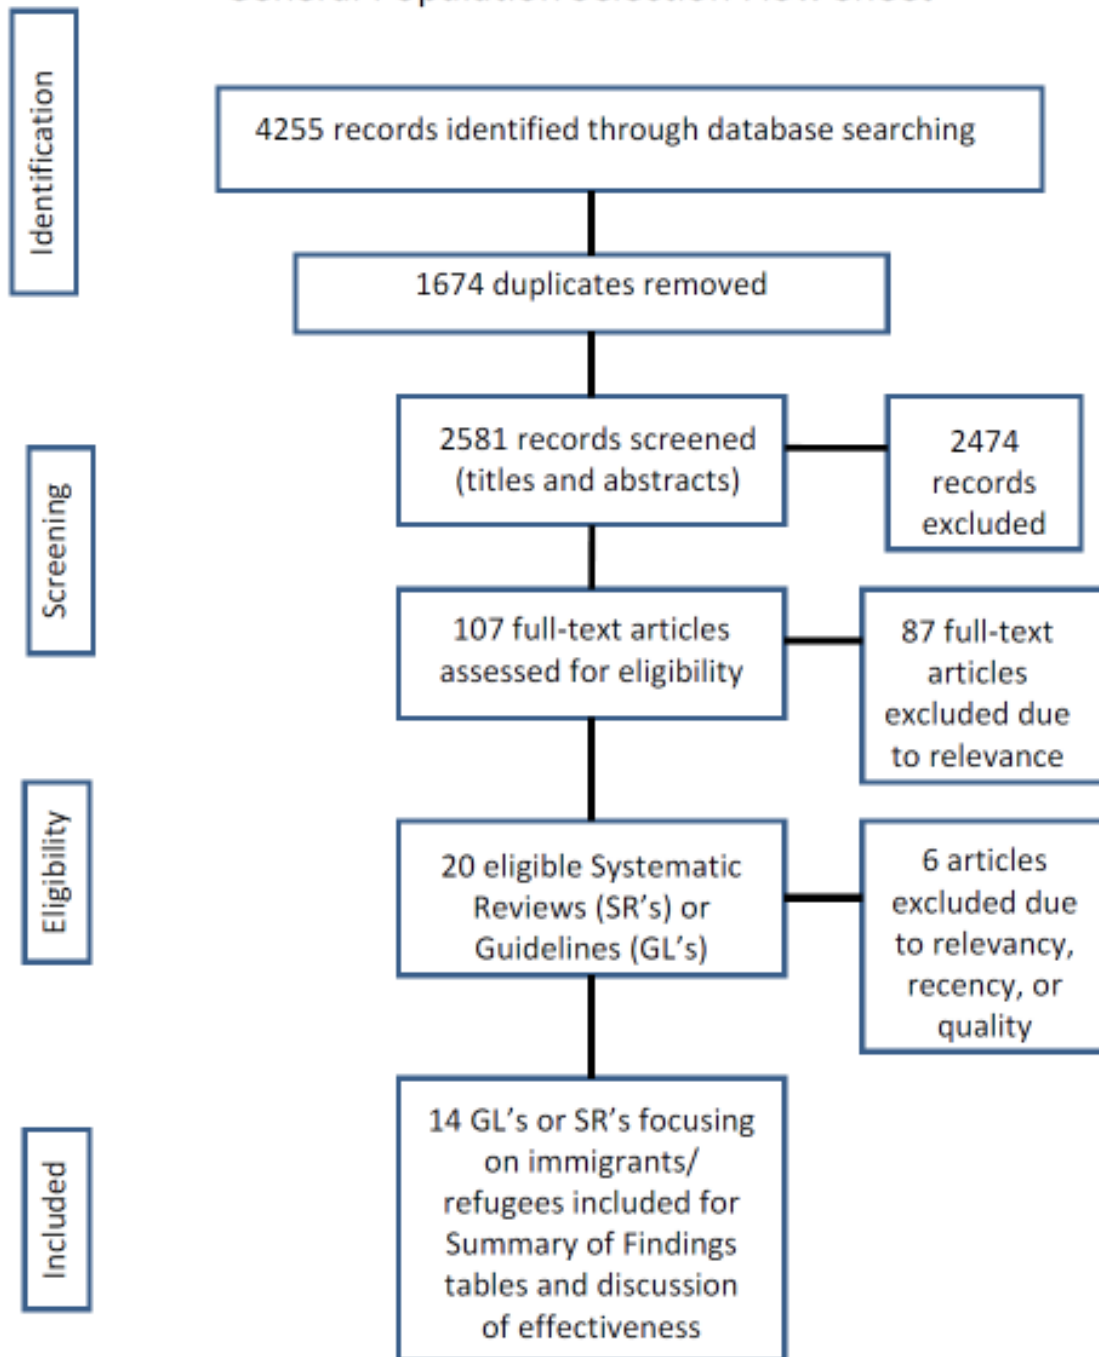 Identification
4255 records identified through database searching
1674 duplicates removed
Screening
2581 records screened
(titles and abstracts)
2474
records
excluded
107 full-text articles
assessed for eligibility
87 full-text
articles
excluded due
to relevance
Eligibility
20 eligible Systematic
Reviews (SR's) or
Guidelines (GL's)
6 articles
excluded due
to relevancy,
recency, or
quality
Included
14 GL's or SR's focusing
on immigrants/
refugees included for
Summary of Findings
tables and discussion
of effectiveness